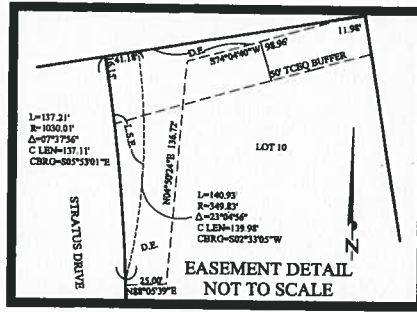 D.E.
11.98'
41.18'
S74°04'40"W 98.96'
16.15'
50' TCEQ BUFFER
L=137.21'
R=1030.01'
Δ=07°37'56"
C LEN=137.11'
CBRG=S05°53'01"E
L.S.E.
N04°50'24"E 136.72'
LOT 10
L=140.93'
R=349.83'
Δ=23°04'56"
C LEN=139.98'
CBRG=S02°33'05"W
STRATUS DRIVE
D.E.
N
25.00'
N88°05'39"E
EASEMENT DETAIL
NOT TO SCALE